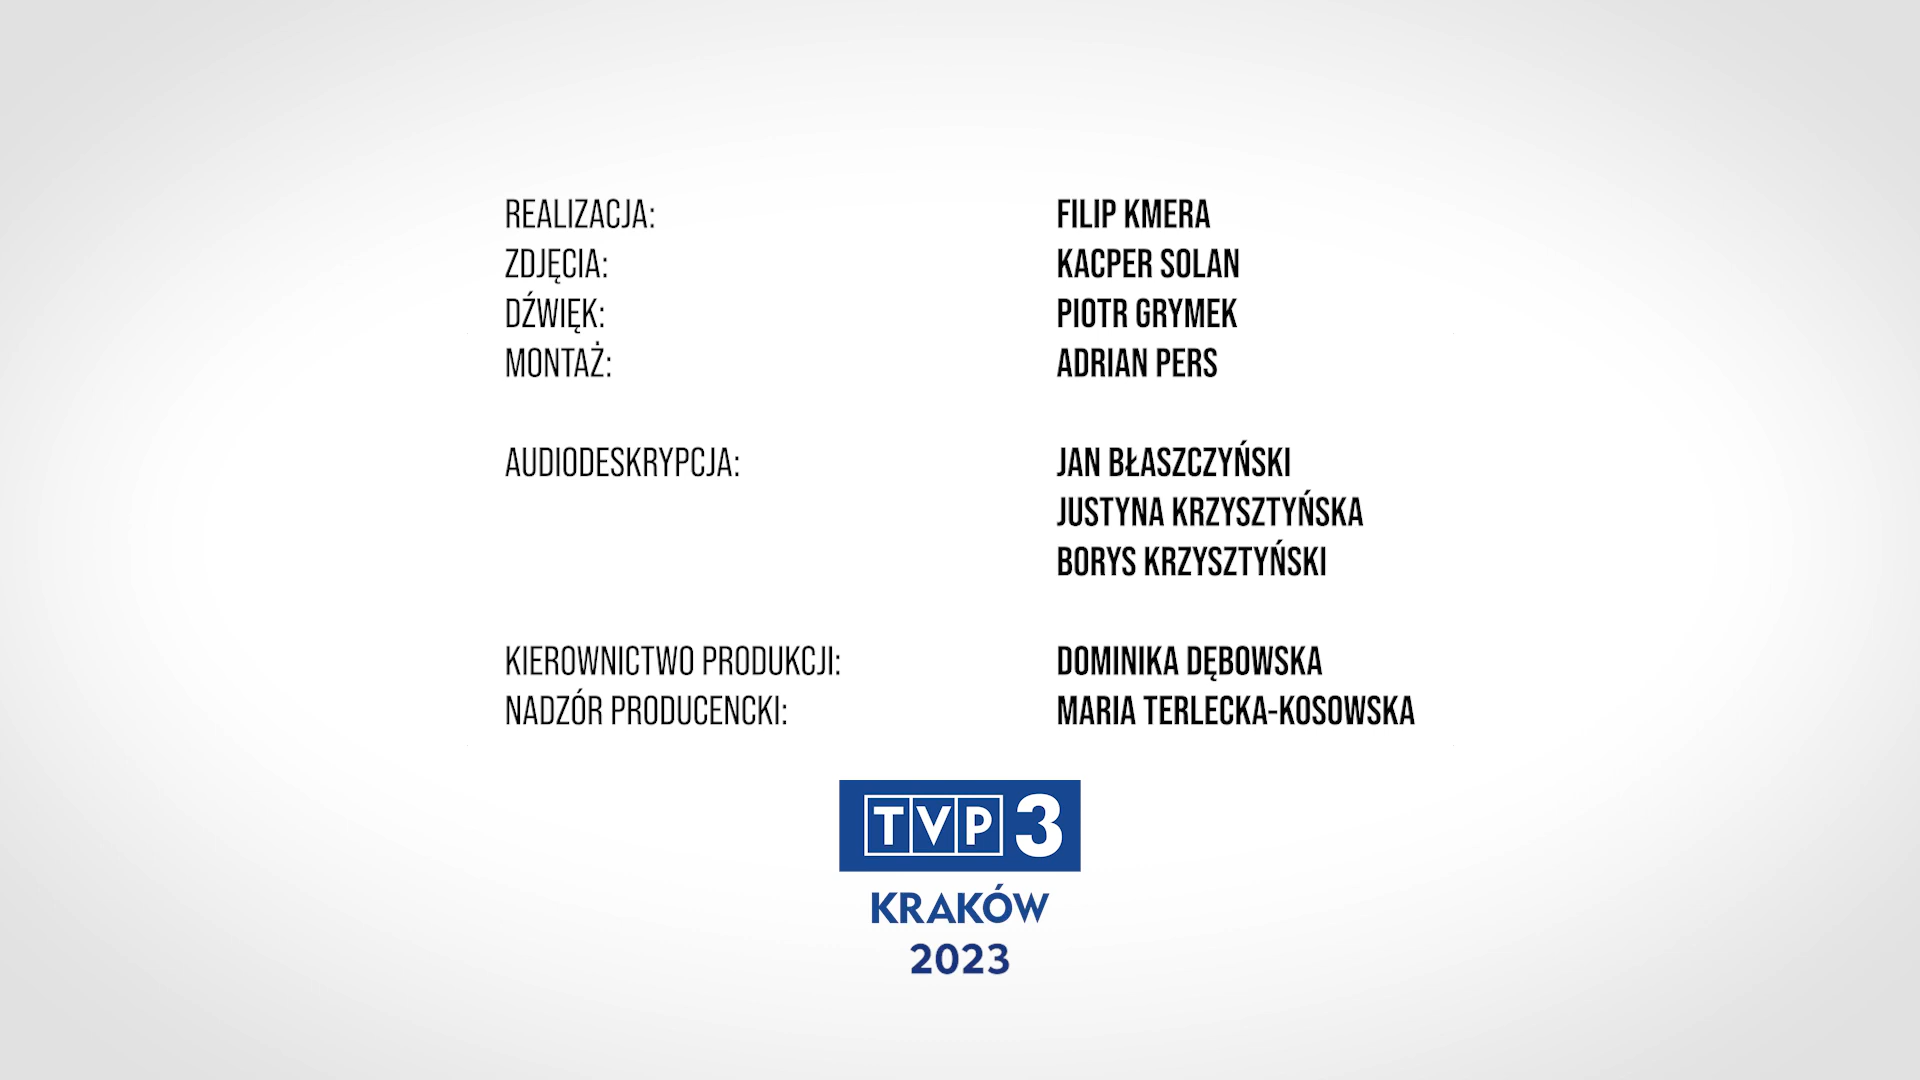 REALIZACJA: FILIP KMERA
ZDJĘCIA: KACPER SOLAN
DŹWIĘK: PIOTR GRYMEK
MONTAŻ: ADRIAN PERS
AUDIODESKRYPCJA: JAN BŁASZCZYŃSKI
JUSTYNA KRZYSZTYŃSKA
BORYS KRZYSZTYŃSKI
KIEROWNICTWO PRODUKCJI: DOMINIKA DĘBOWSKA
NADZÓR PRODUCENCKI: MARIA TERLECKA-KOSOWSKA
TVP 3
KRAKÓW
2023